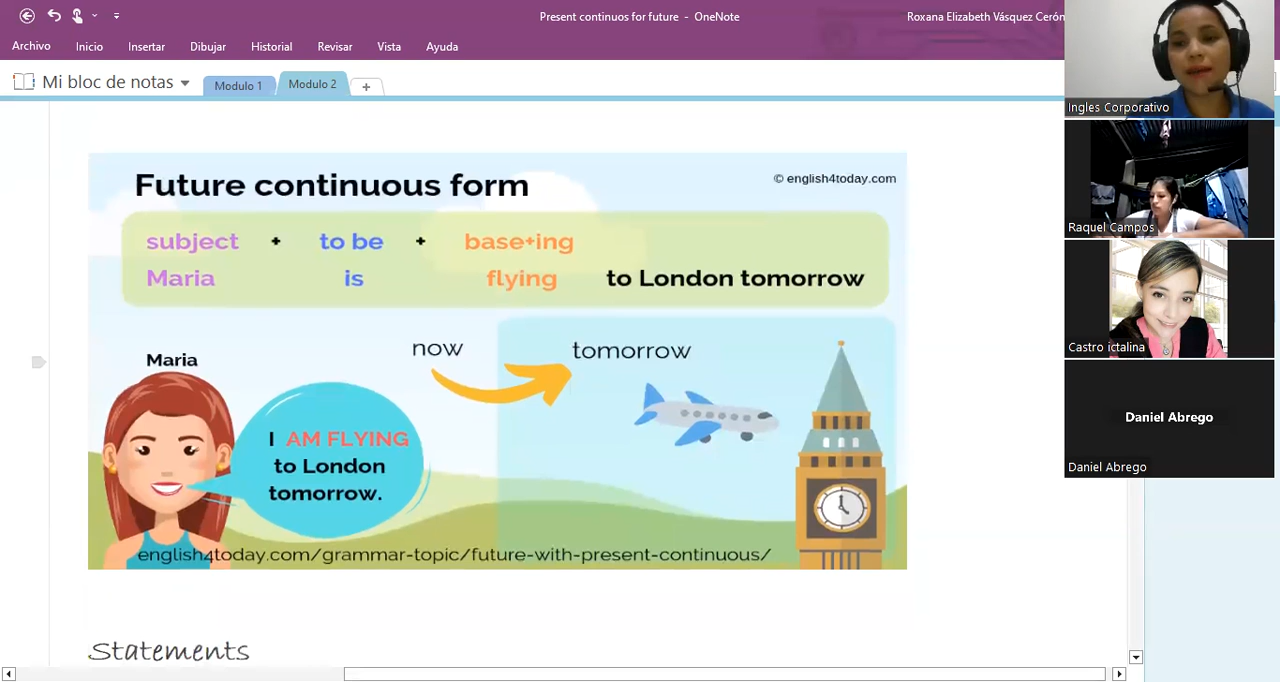 Present continuos for future - OneNote
Roxana Elizabeth Vásquez Cerón
Archivo Inicio Insertar Dibujar Historial Revisar Vista Ayuda
Mi bloc de notas Modulo 1 Modulo 2 +
Future continuous form
© english4today.com
subject + to be + base+ing
Maria is flying to London tomorrow
now tomorrow
Maria
I AM FLYING
to London
tomorrow.
english4today.com/grammar-topic/future-with-present-continuous/
Statements
Ingles Corporativo
Raquel Campos
Castro ictalina
Daniel Abrego
Daniel Abrego